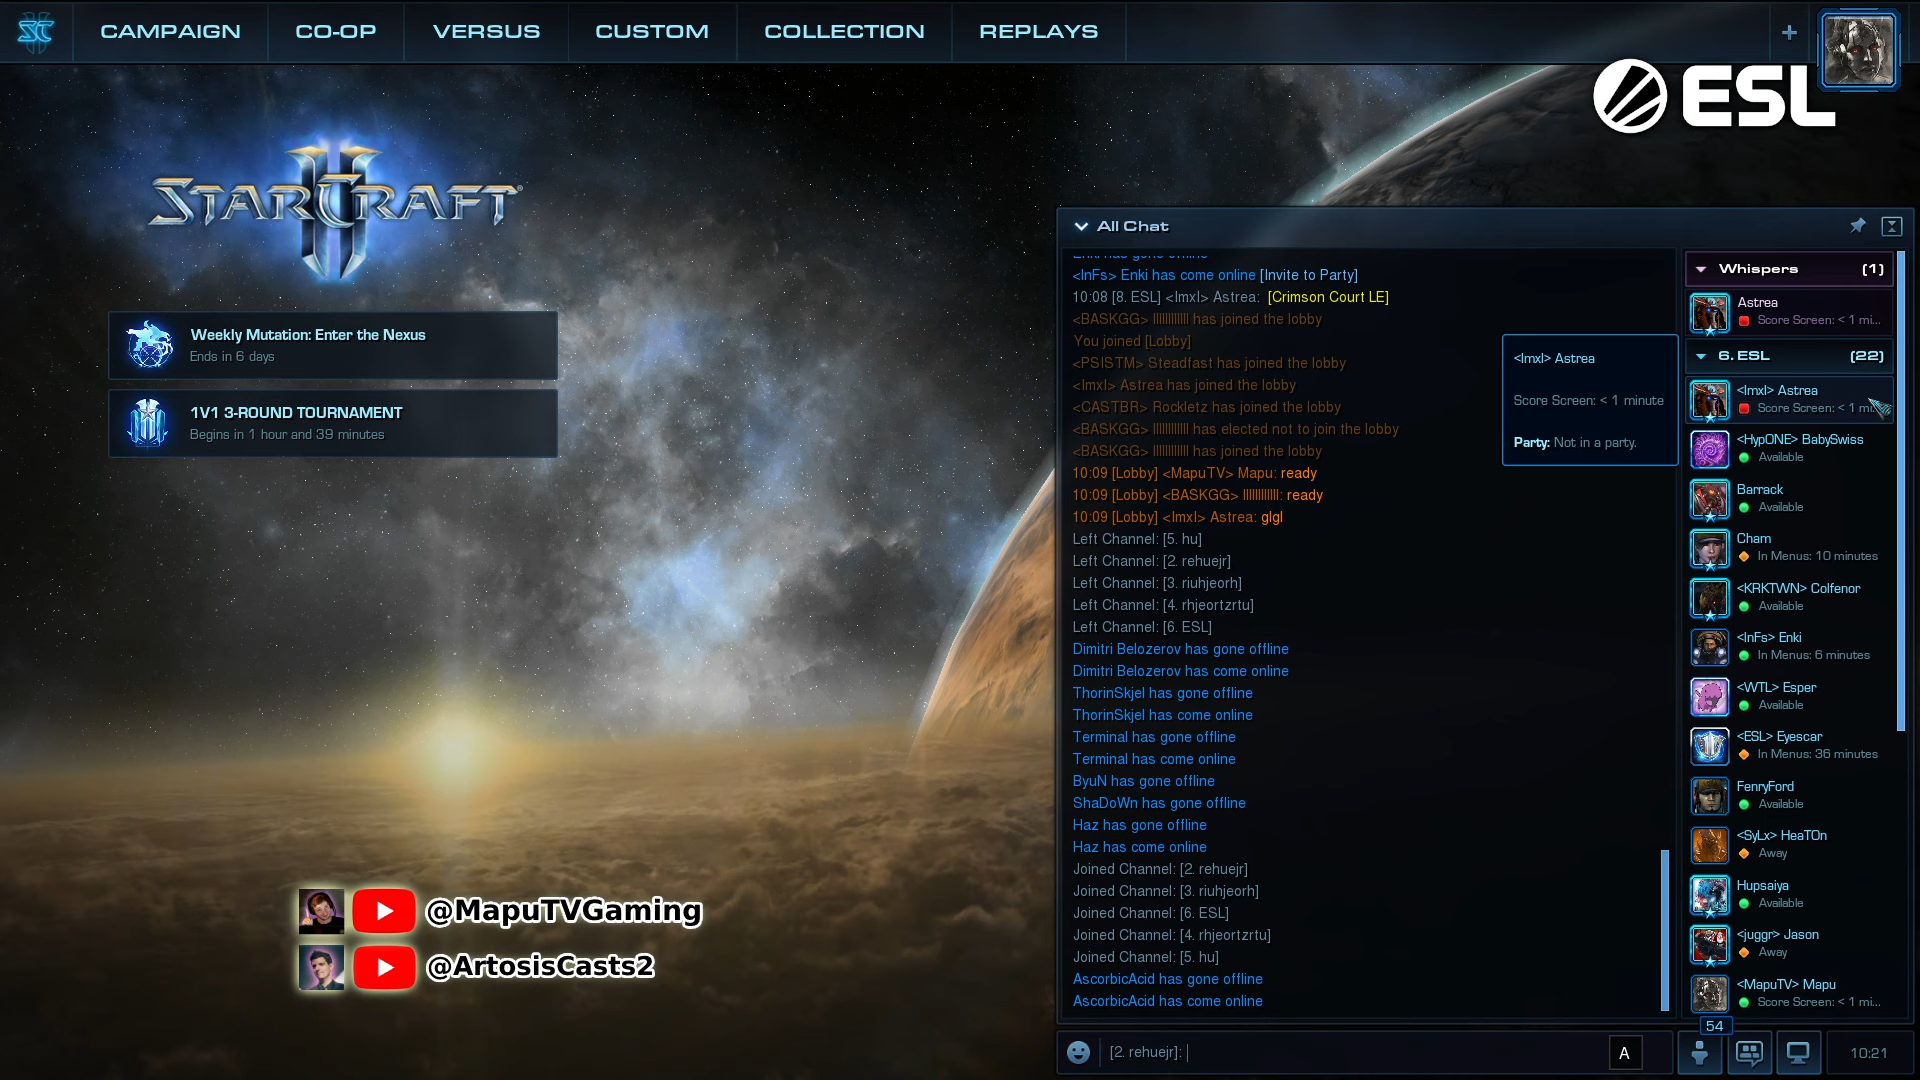 CAMPAIGN
CO-OP
VERSUS
CUSTOM
COLLECTION
REPLAYS
+
ESL
STARCRAFT
II
Weekly Mutation: Enter the Nexus
Ends in 6 days
1V1 3-ROUND TOURNAMENT
Begins in 1 hour and 39 minutes
@MapuTVGaming
@ArtosisCasts2
All Chat
Enki has gone offline
<InFs> Enki has come online [Invite to Party]
10:08 [8. ESL] <Imxl> Astrea: [Crimson Court LE]
<BASKGG> llllllllllll has joined the lobby
You joined [Lobby]
<PSISTM> Steadfast has joined the lobby
<Imxl> Astrea has joined the lobby
<CASTBR> Rockletz has joined the lobby
<BASKGG> llllllllllll has elected not to join the lobby
<BASKGG> llllllllllll has joined the lobby
10:09 [Lobby] <MapuTV> Mapu: ready
10:09 [Lobby] <BASKGG> llllllllllll: ready
10:09 [Lobby] <Imxl> Astrea: glgl
Left Channel: [5. hu]
Left Channel: [2. rehuejr]
Left Channel: [3. riuhjeorh]
Left Channel: [4. rhjeortzrtu]
Left Channel: [6. ESL]
Dimitri Belozerov has gone offline
Dimitri Belozerov has come online
ThorinSkjel has gone offline
ThorinSkjel has come online
Terminal has gone offline
Terminal has come online
ByuN has gone offline
ShaDoWn has gone offline
Haz has gone offline
Haz has come online
Joined Channel: [2. rehuejr]
Joined Channel: [3. riuhjeorh]
Joined Channel: [6. ESL]
Joined Channel: [4. rhjeortzrtu]
Joined Channel: [5. hu]
AscorbicAcid has gone offline
AscorbicAcid has come online
[2. rehuejr]:
A
<Imxl> Astrea
Score Screen: < 1 minute
Party: Not in a party.
Whispers (1)
Astrea
Score Screen: < 1 mi...
6. ESL (22)
<Imxl> Astrea
Score Screen: < 1 mi...
<HypONE> BabySwiss
Available
Barrack
Available
Cham
In Menus: 10 minutes
<KRKTWN> Colfenor
Available
<InFs> Enki
In Menus: 6 minutes
<WTL> Esper
Available
<ESL> Eyescar
In Menus: 36 minutes
FenryFord
Available
<SyLx> HeaTOn
Away
Hupsaiya
Available
<juggr> Jason
Away
<MapuTV> Mapu
Score Screen: < 1 mi...
54
10:21